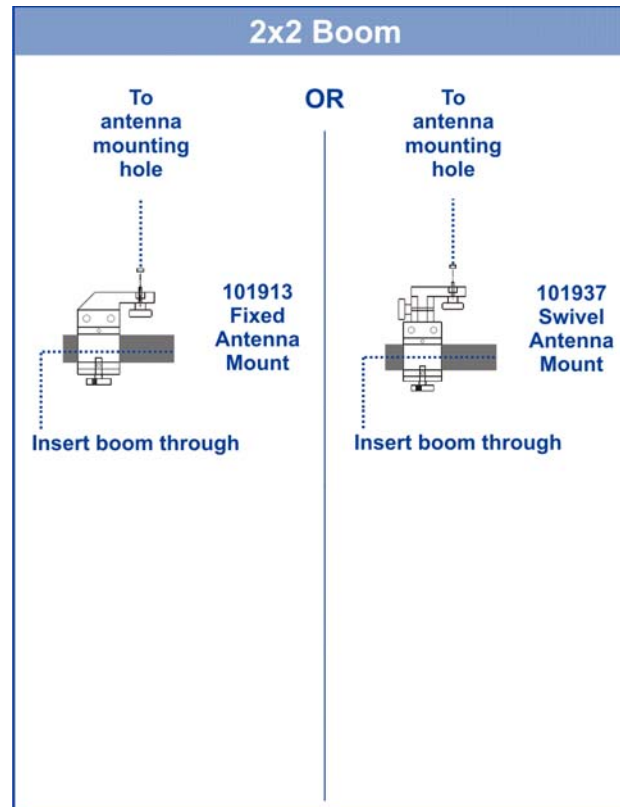 2x2 Boom
OR
To
antenna
mounting
hole
101913
Fixed
Antenna
Mount
Insert boom through
To
antenna
mounting
hole
101937
Swivel
Antenna
Mount
Insert boom through